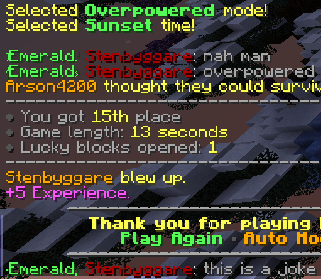 Selected Overpowered mode!
Selected Sunset time!
Emerald, Stenbyggare: nah man
Emerald, Stenbyggare: overpowered
Arson4200 thought they could surviv
• You got 15th place
• Game length: 13 seconds
• Lucky blocks opened: 1
Stenbyggare blew up.
+5 Experience
Thank you for playing
Play Again • Auto Mo
Emerald, Stenbyggare: this is a joke